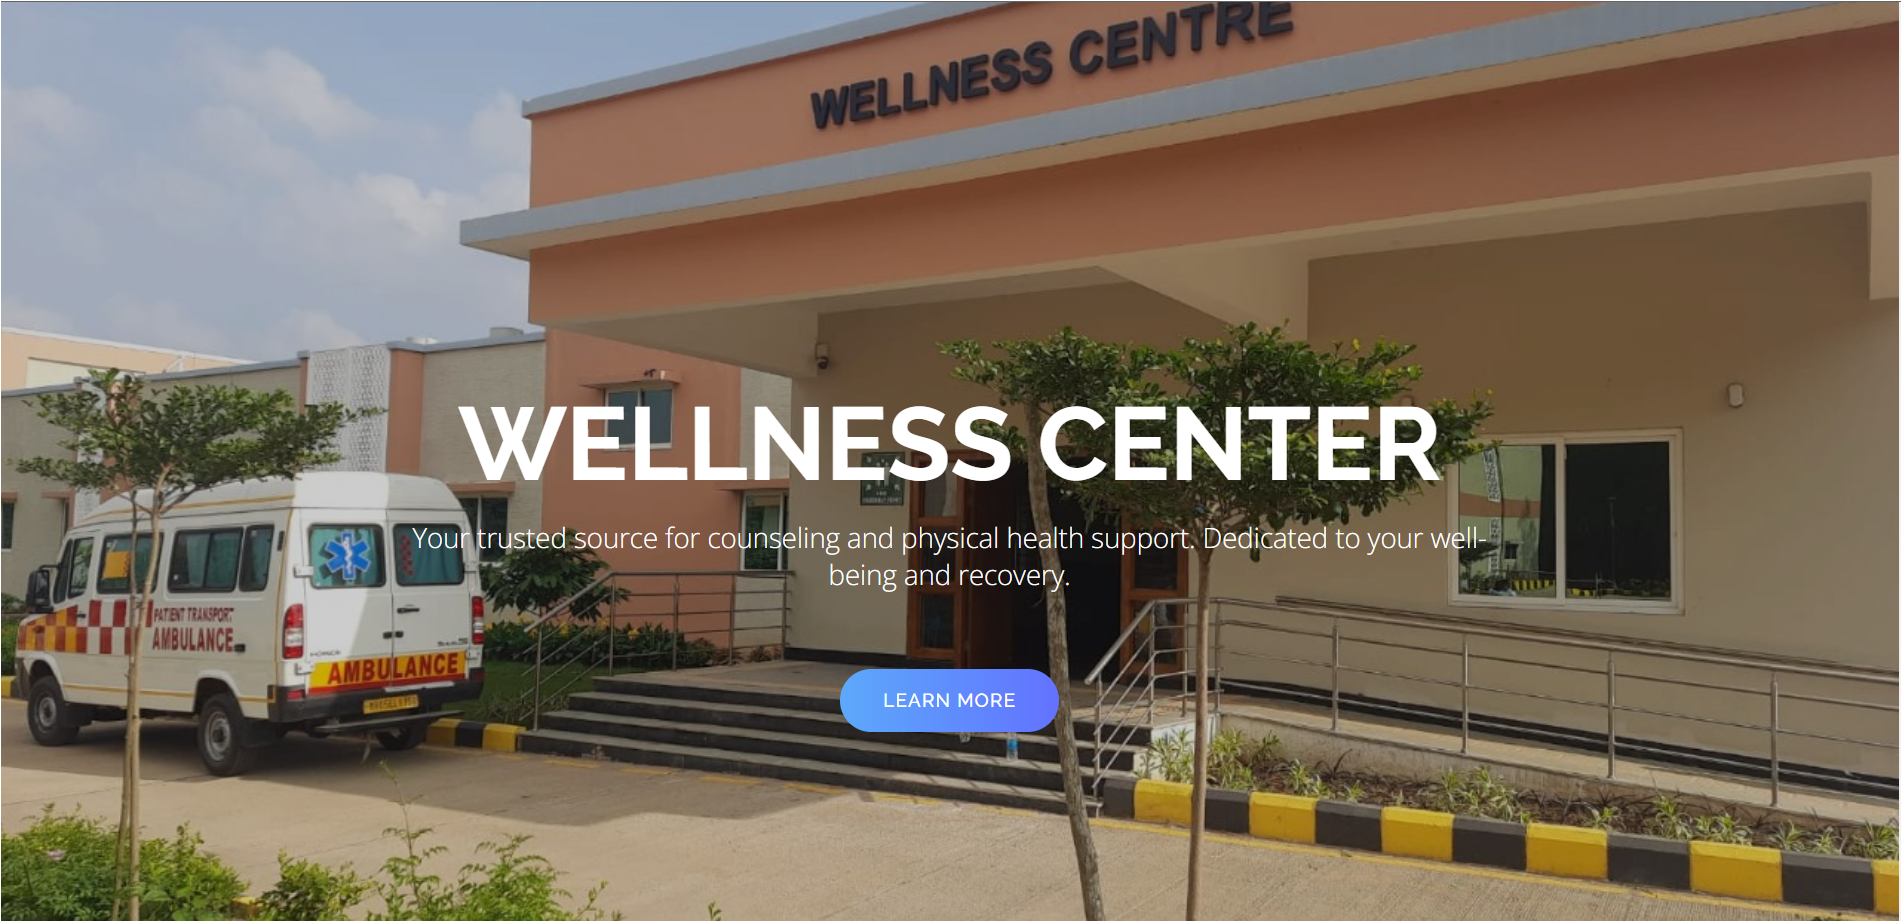 WELLNESS CENTRE
WELLNESS CENTER
Your trusted source for counseling and physical health support. Dedicated to your well-
being and recovery.
PATIENT TRANSPORT
AMBULANCE
AMBULANCE
LEARN MORE